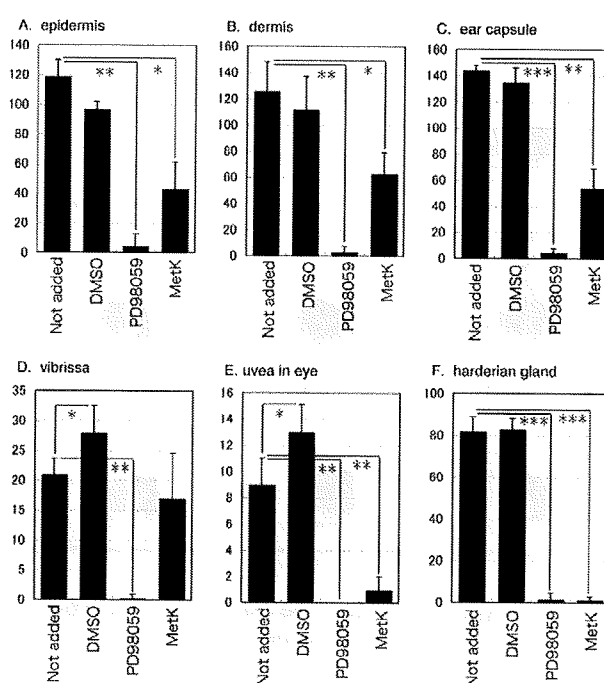 A. epidermis
120
100
80
60
40
20
0
** *
Not added
DMSO
PD98059
MetK
B. dermis
160
140
120
100
80
60
40
20
0
** *
Not added
DMSO
PD98059
MetK
C. ear capsule
160
140
120
100
80
60
40
20
0
*** **
Not added
DMSO
PD98059
MetK
D. vibrissa
35
30
25
20
15
10
5
0
*
**
Not added
DMSO
PD98059
MetK
E. uvea in eye
16
14
12
10
8
6
4
2
0
*
** **
Not added
DMSO
PD98059
MetK
F. harderian gland
100
80
60
40
20
0
*** ***
Not added
DMSO
PD98059
MetK